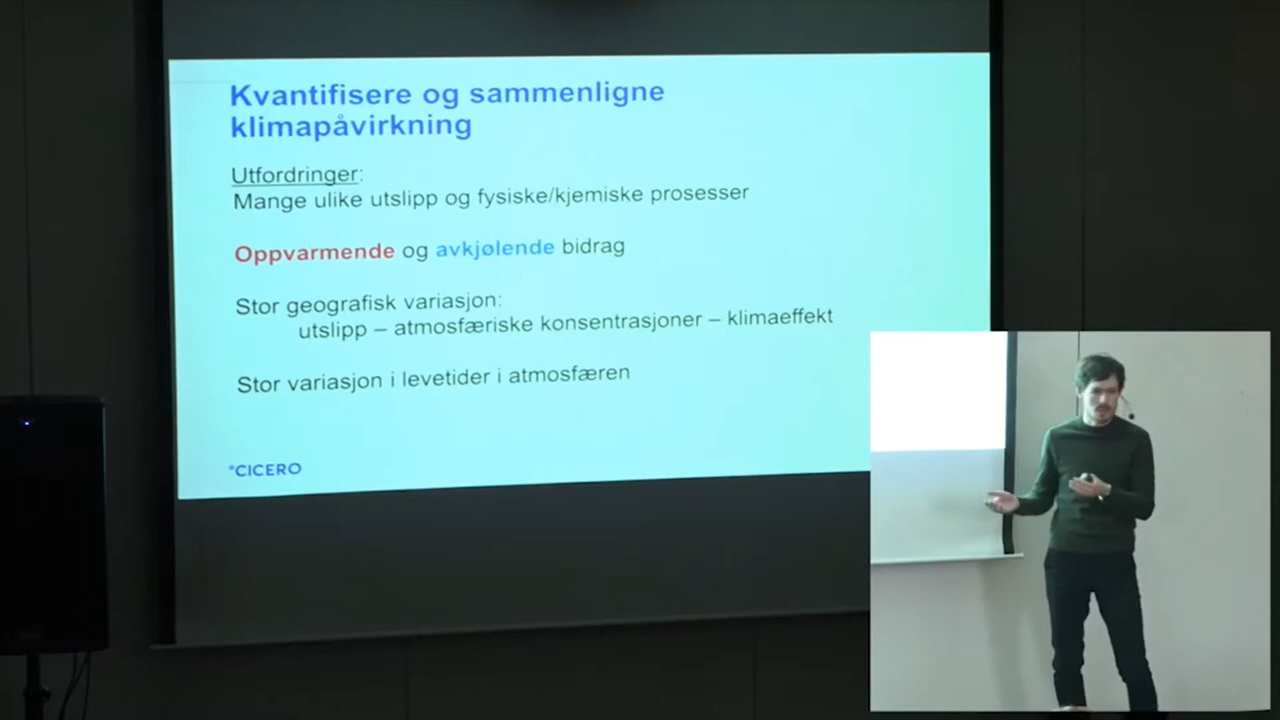 Kvantifisere og sammenligne
klimapåvirkning
Utfordringer:
Mange ulike utslipp og fysiske/kjemiske prosesser
Oppvarmende og avkjølende bidrag
Stor geografisk variasjon:
utslipp – atmosfæriske konsentrasjoner – klimaeffekt
Stor variasjon i levetider i atmosfæren
°CICERO